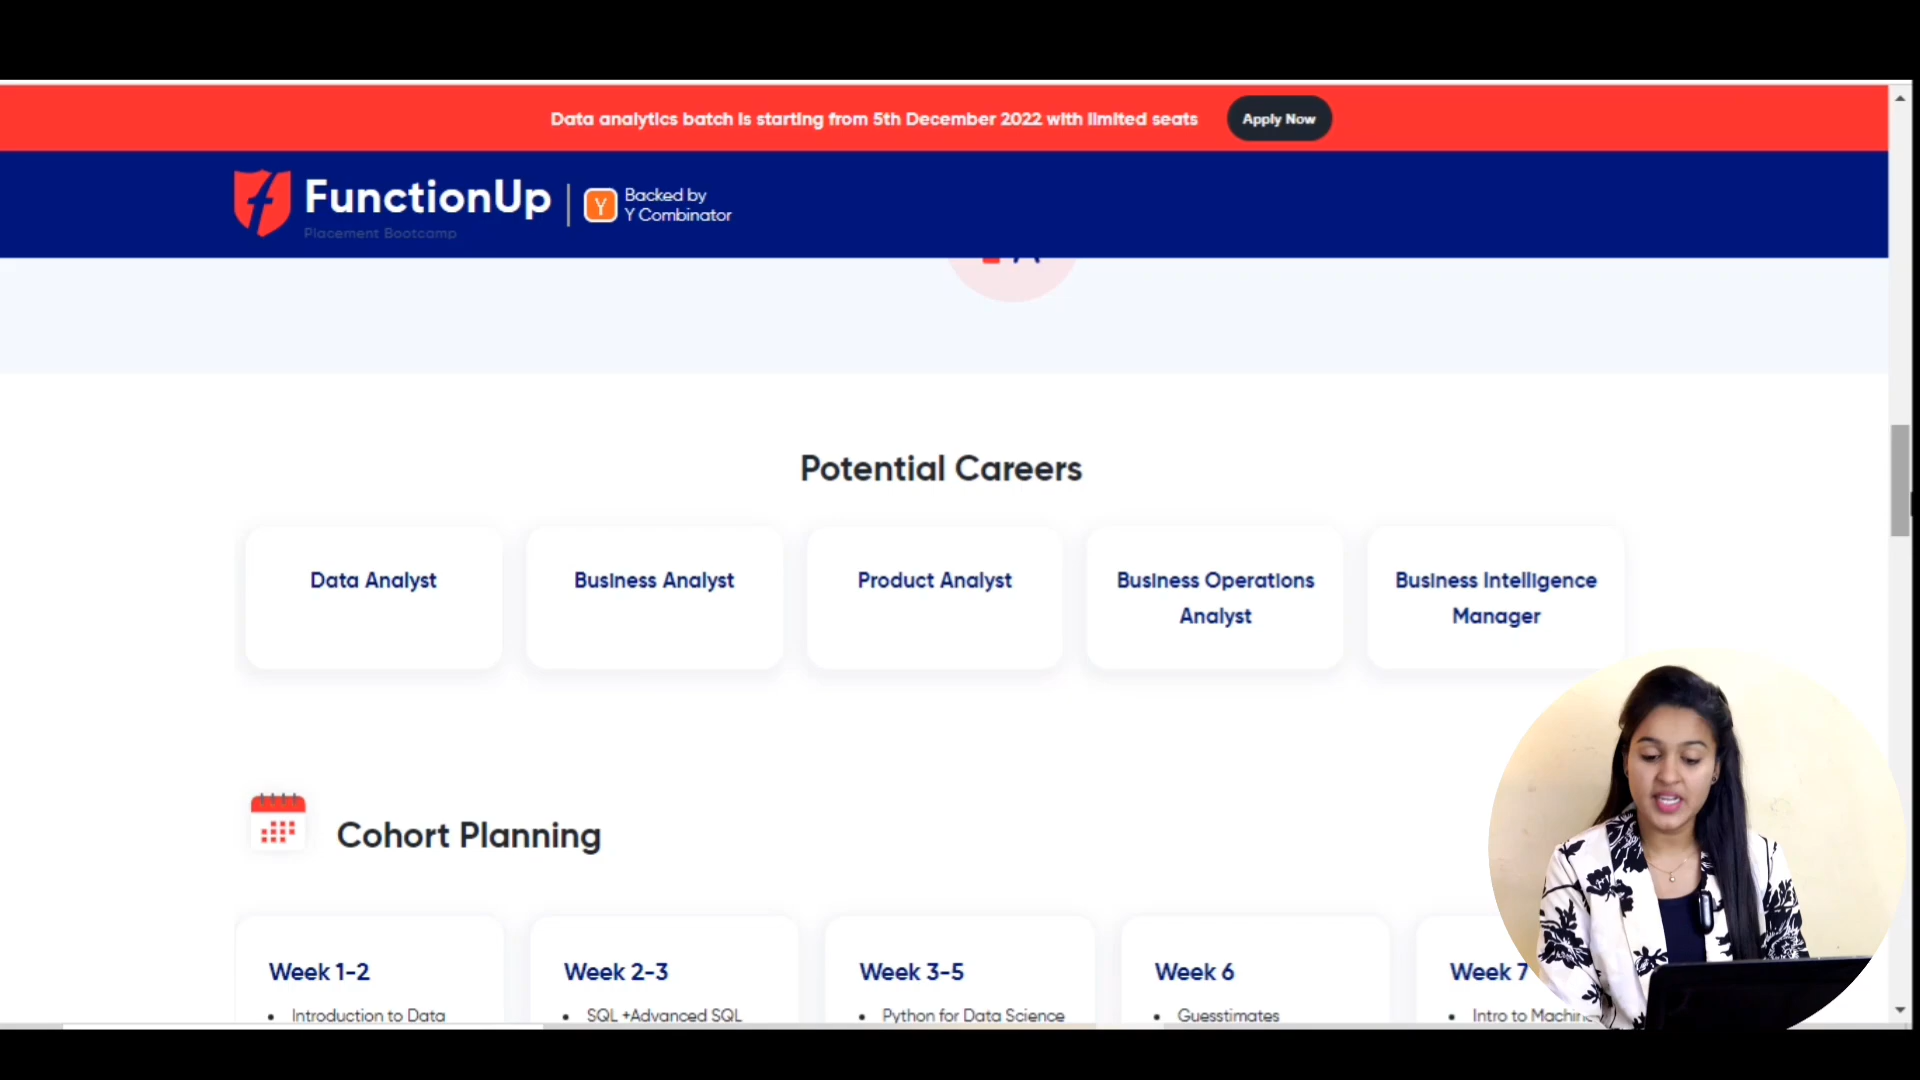 Data analytics batch is starting from 5th December 2022 with limited seats
Apply Now
FunctionUp
Placement Bootcamp
Y
Backed by
Y Combinator
Potential Careers
Data Analyst
Business Analyst
Product Analyst
Business Operations
Analyst
Business Intelligence
Manager
Cohort Planning
Week 1-2
Introduction to Data
Week 2-3
SQL +Advanced SQL
Week 3-5
Python for Data Science
Week 6
Guesstimates
Week 7
Intro to